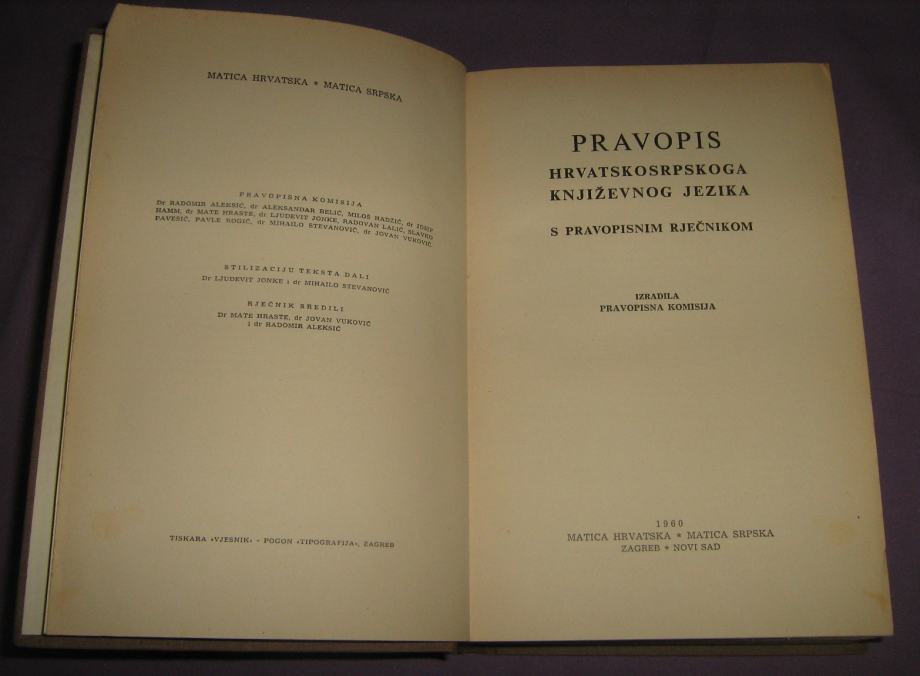 MATICA HRVATSKA * MATICA SRPSKA
PRAVOPISNA KOMISIJA
Dr RADOMIR ALEKSIĆ, dr ALEKSANDAR BELIĆ, MILOŠ HADŽIĆ, dr JOSIP
HAMM, dr MATE HRASTE, dr LJUDEVIT JONKE, RADOVAN LALIĆ, SLAVKO
PAVEŠIĆ, PAVLE ROGIĆ, dr MIHAILO STEVANOVIĆ, dr JOVAN VUKOVIĆ
STILIZACIJU TEKSTA DALI
Dr LJUDEVIT JONKE i dr MIHAILO STEVANOVIĆ
RJEČNIK SREDILI
Dr MATE HRASTE, dr JOVAN VUKOVIĆ
i dr RADOMIR ALEKSIĆ
TISKARA »VJESNIK« - POGON »TIPOGRAFIJA«, ZAGREB
PRAVOPIS
HRVATSKOSRPSKOGA
KNJIŽEVNOG JEZIKA
S PRAVOPISNIM RJEČNIKOM
IZRADILA
PRAVOPISNA KOMISIJA
1960
MATICA HRVATSKA * MATICA SRPSKA
ZAGREB * NOVI SAD